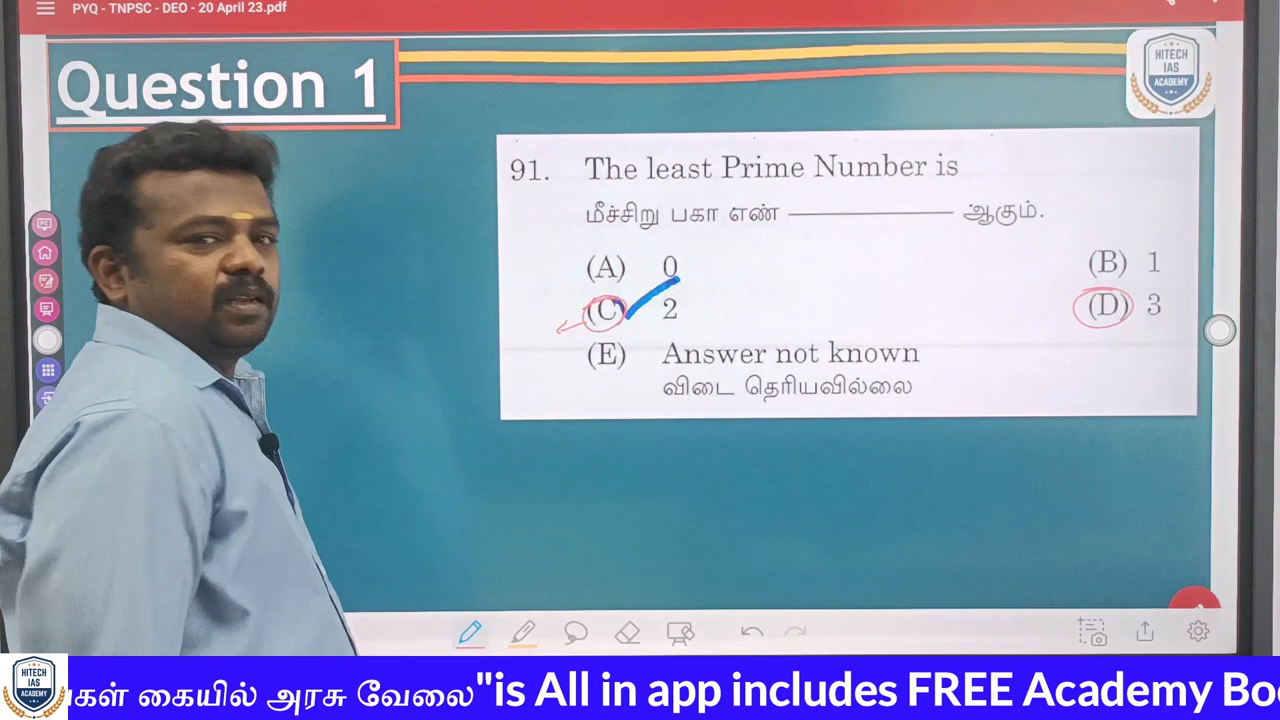 PYQ - TNPSC - DEO - 20 April 23.pdf
Question 1
HITECH
IAS
ACADEMY
91. The least Prime Number is
மீச்சிறு பகா எண் ______ ஆகும்.
(A) 0 (B) 1
(C) 2 (D) 3
(E) Answer not known
விடை தெரியவில்லை
HITECH
IAS
ACADEMY
கள் கையில் அரசு வேலை"is All in app includes FREE Academy Bo